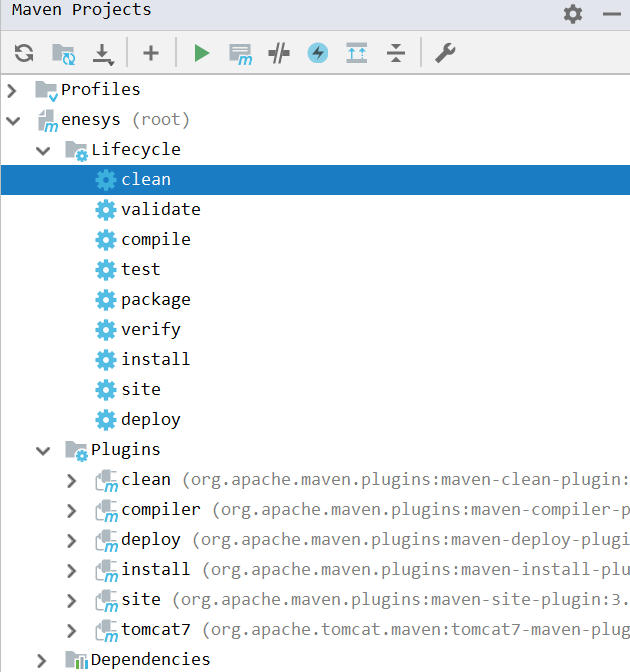 Maven Projects
Profiles
enesys (root)
Lifecycle
clean
validate
compile
test
package
verify
install
site
deploy
Plugins
clean (org.apache.maven.plugins:maven-clean-plugin:
compiler (org.apache.maven.plugins:maven-compiler-p
deploy (org.apache.maven.plugins:maven-deploy-plugi
install (org.apache.maven.plugins:maven-install-plu
site (org.apache.maven.plugins:maven-site-plugin:3.
tomcat7 (org.apache.tomcat.maven:tomcat7-maven-plug
Dependencies